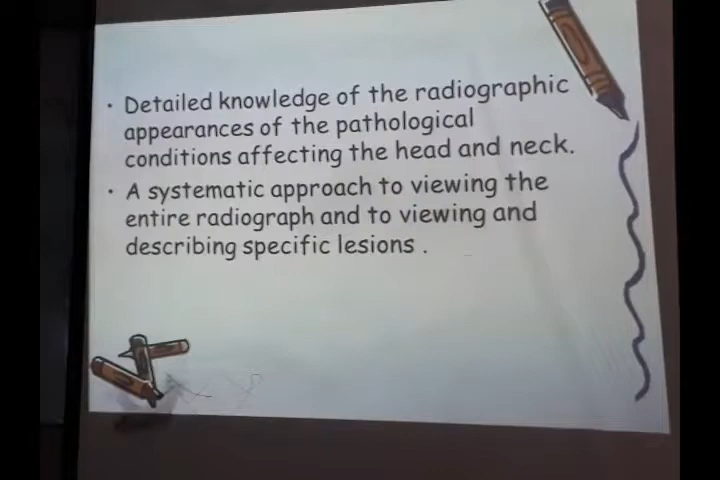 • Detailed knowledge of the radiographic
appearances of the pathological
conditions affecting the head and neck.
• A systematic approach to viewing the
entire radiograph and to viewing and
describing specific lesions .